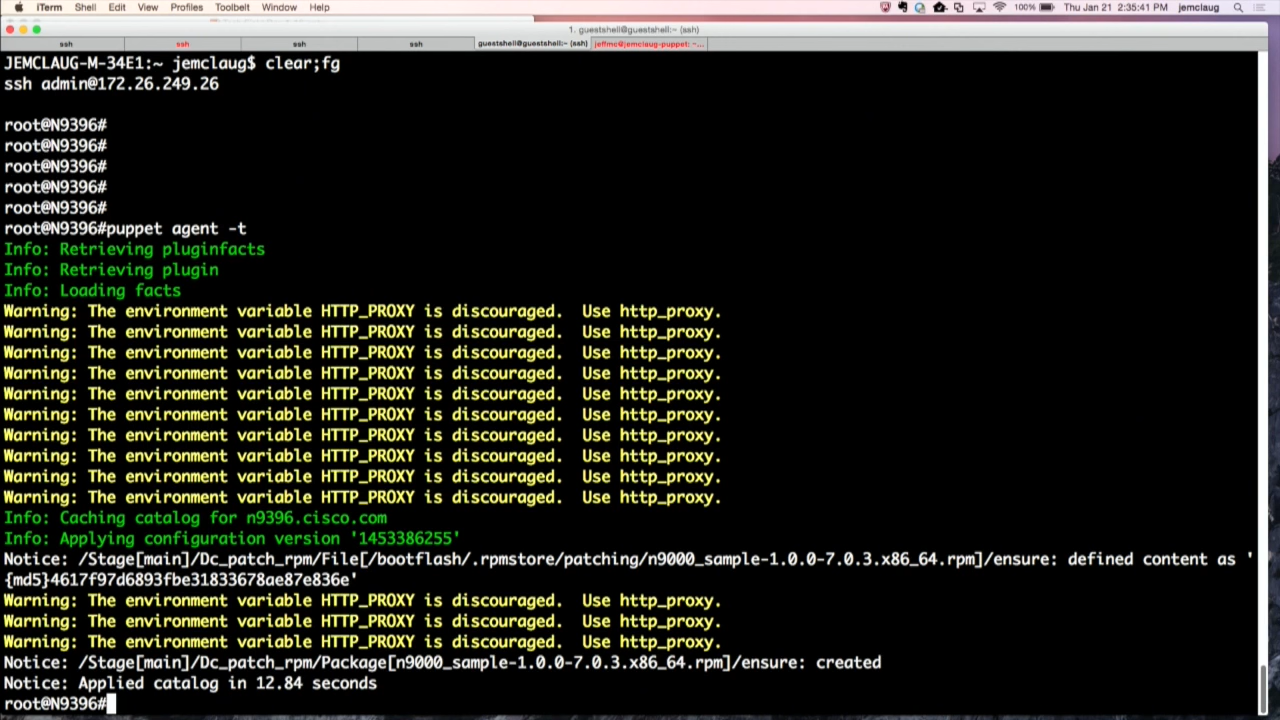 iTerm Shell Edit View Profiles Toolbelt Window Help 100% Thu Jan 21 2:35:41 PM jemclaug
1. guestshell@guestshell:~ (ssh)
ssh ssh ssh ssh guestshell@guestshell:~ (ssh) jeffmc@jemclaug-puppet: ~...
JEMCLAUG-M-34E1:~ jemclaug$ clear;fg
ssh admin@172.26.249.26
root@N9396#
root@N9396#
root@N9396#
root@N9396#
root@N9396#
root@N9396#puppet agent -t
Info: Retrieving pluginfacts
Info: Retrieving plugin
Info: Loading facts
Warning: The environment variable HTTP_PROXY is discouraged.  Use http_proxy.
Warning: The environment variable HTTP_PROXY is discouraged.  Use http_proxy.
Warning: The environment variable HTTP_PROXY is discouraged.  Use http_proxy.
Warning: The environment variable HTTP_PROXY is discouraged.  Use http_proxy.
Warning: The environment variable HTTP_PROXY is discouraged.  Use http_proxy.
Warning: The environment variable HTTP_PROXY is discouraged.  Use http_proxy.
Warning: The environment variable HTTP_PROXY is discouraged.  Use http_proxy.
Warning: The environment variable HTTP_PROXY is discouraged.  Use http_proxy.
Warning: The environment variable HTTP_PROXY is discouraged.  Use http_proxy.
Warning: The environment variable HTTP_PROXY is discouraged.  Use http_proxy.
Info: Caching catalog for n9396.cisco.com
Info: Applying configuration version '1453386255'
Notice: /Stage[main]/Dc_patch_rpm/File[/bootflash/.rpmstore/patching/n9000_sample-1.0.0-7.0.3.x86_64.rpm]/ensure: defined content as '
{md5}4617f97d6893fbe31833678ae87e836e'
Warning: The environment variable HTTP_PROXY is discouraged.  Use http_proxy.
Warning: The environment variable HTTP_PROXY is discouraged.  Use http_proxy.
Warning: The environment variable HTTP_PROXY is discouraged.  Use http_proxy.
Notice: /Stage[main]/Dc_patch_rpm/Package[n9000_sample-1.0.0-7.0.3.x86_64.rpm]/ensure: created
Notice: Applied catalog in 12.84 seconds
root@N9396#